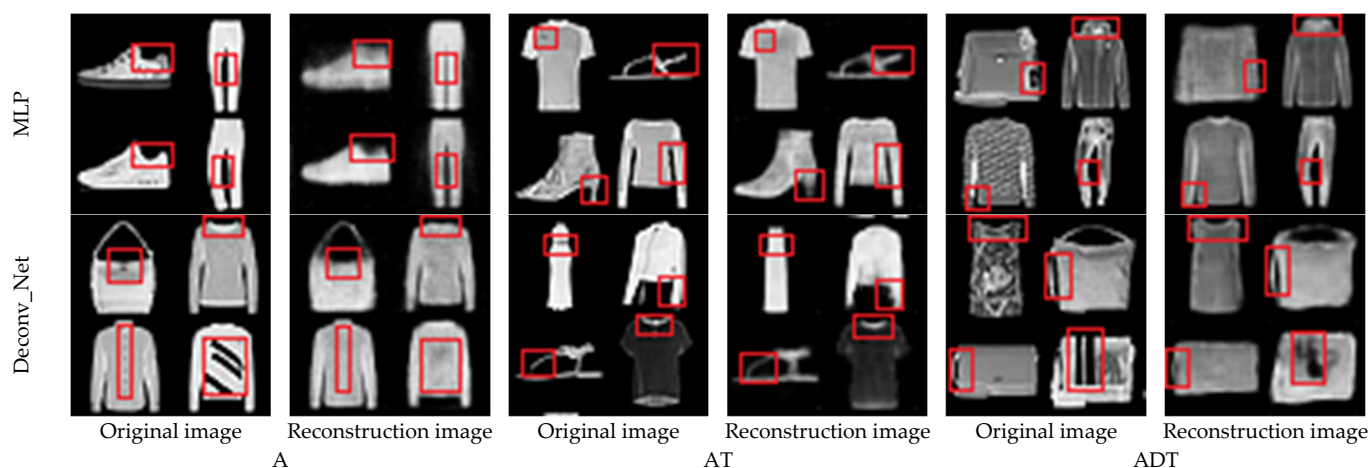 MLP
Deconv_Net
Original image Reconstruction image Original image Reconstruction image Original image Reconstruction image
A AT ADT